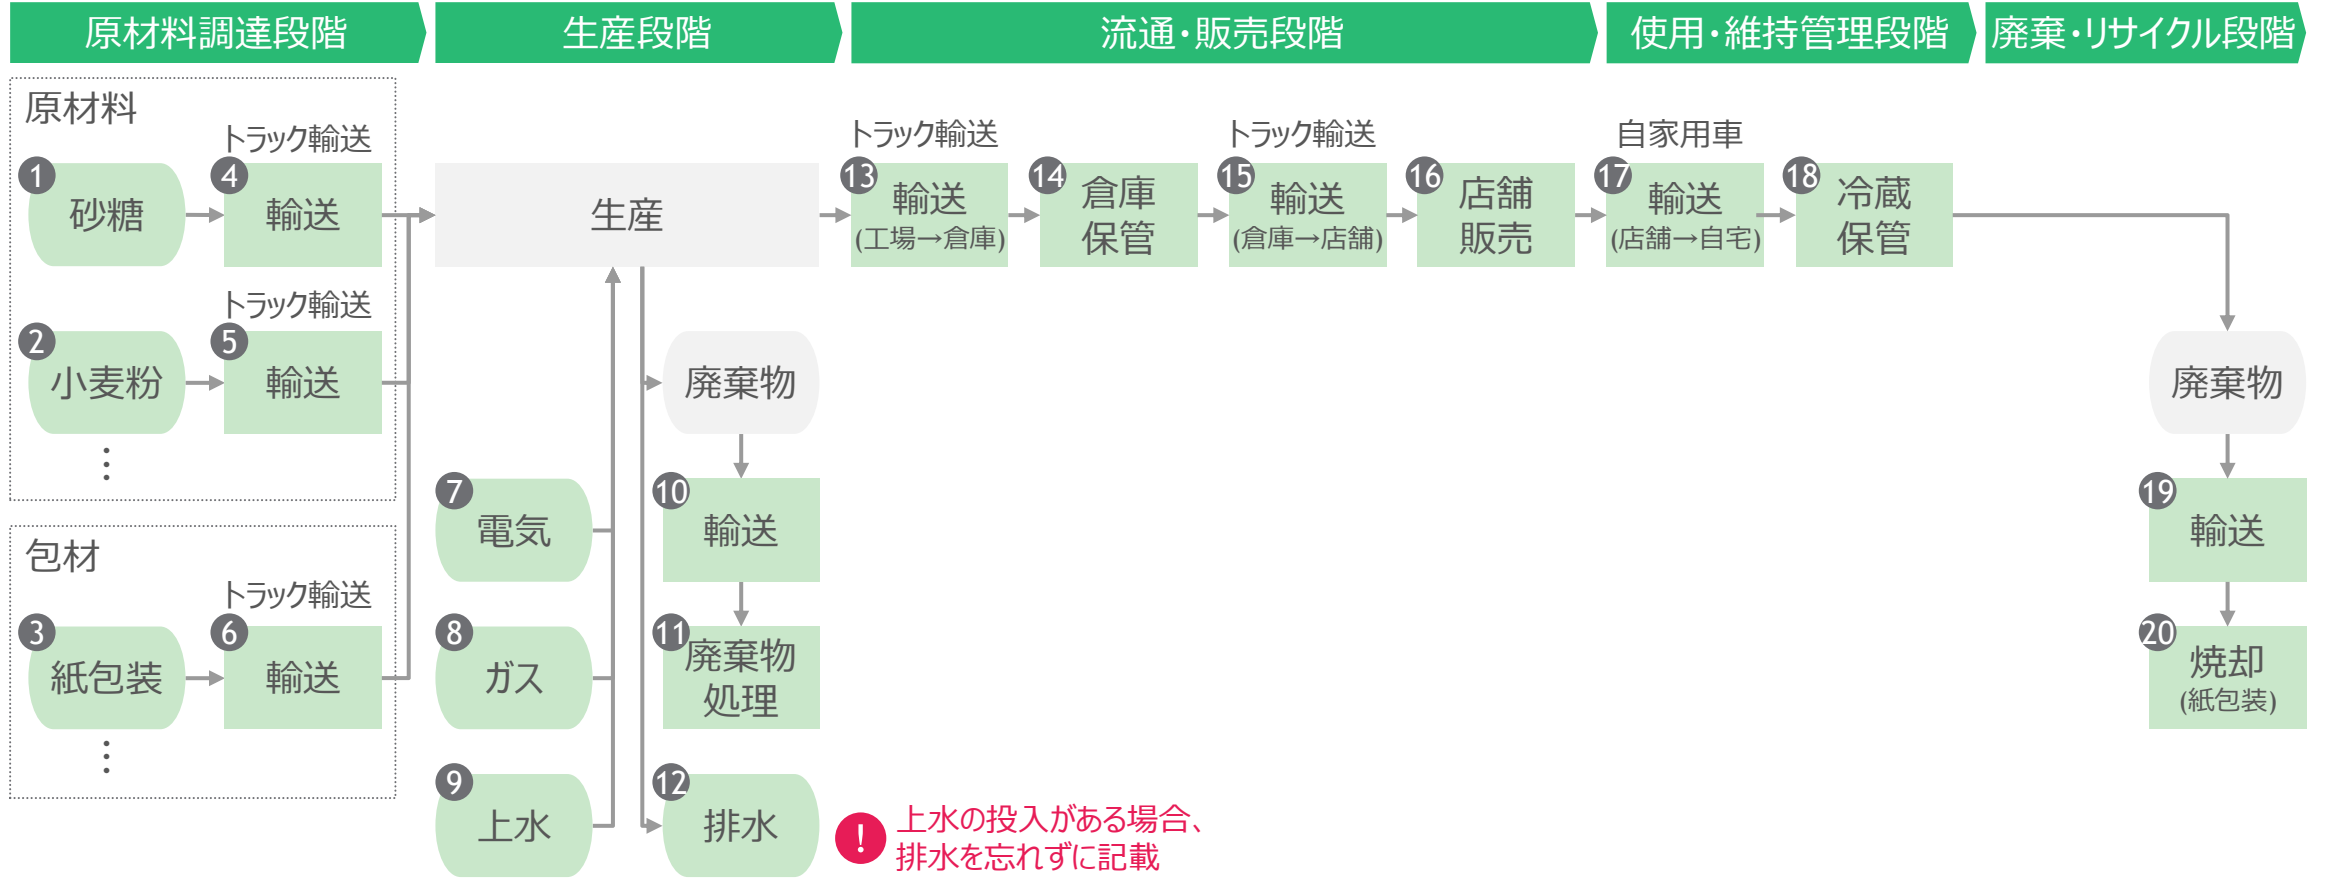 原材料調達段階
生産段階
流通・販売段階
使用・維持管理段階
廃棄・リサイクル段階
原材料
トラック輸送
1
砂糖
4
輸送
トラック輸送
2
小麦粉
5
輸送
⋮
包材
トラック輸送
3
紙包装
6
輸送
⋮
生産
廃棄物
7
電気
10
輸送
8
ガス
11
廃棄物
処理
9
上水
12
排水
!
上水の投入がある場合、
排水を忘れずに記載
トラック輸送
13
輸送
(工場→倉庫)
14
倉庫
保管
トラック輸送
15
輸送
(倉庫→店舗)
16
店舗
販売
自家用車
17
輸送
(店舗→自宅)
18
冷蔵
保管
廃棄物
19
輸送
20
焼却
(紙包装)